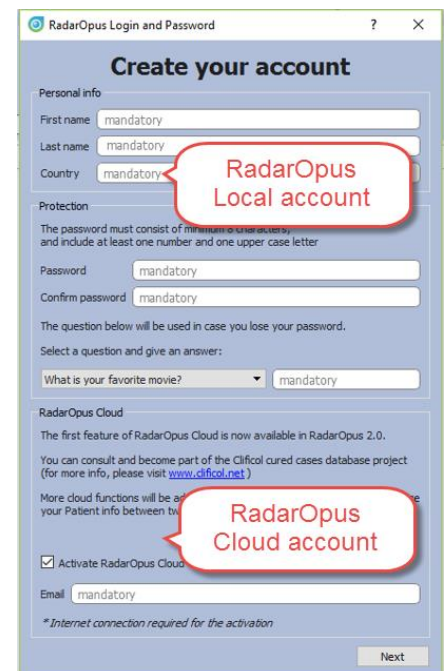 RadarOpus Login and Password ? ×
Create your account
Personal info
First name mandatory
Last name mandatory
Country mandatory
RadarOpus
Local account
Protection
The password must consist of minimum 8 characters,
and include at least one number and one upper case letter
Password mandatory
Confirm password mandatory
The question below will be used in case you lose your password.
Select a question and give an answer:
What is your favorite movie? mandatory
RadarOpus Cloud
The first feature of RadarOpus Cloud is now available in RadarOpus 2.0.
You can consult and become part of the Clificol cured cases database project
(for more info, please visit www.clificol.net )
More cloud functions will be
your Patient info between
RadarOpus
Cloud account
Activate RadarOpus Cloud
Email mandatory
*Internet connection required for the activation
Next